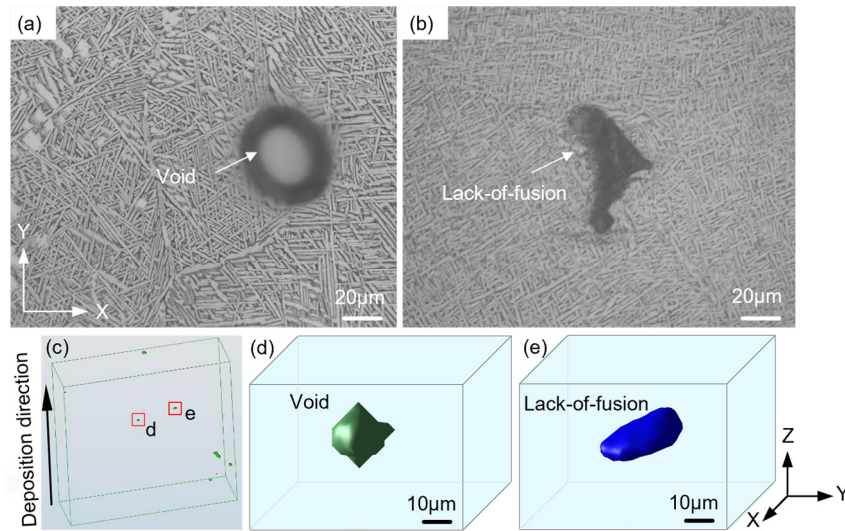 (a)
Void
Y
X
20μm
(b)
Lack-of-fusion
20μm
(c)
Deposition direction
d
e
(d)
Void
10μm
(e)
Lack-of-fusion
10μm
Z
Y
X